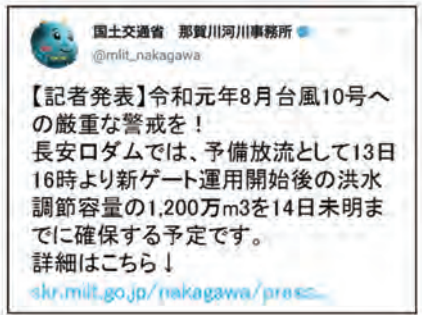 国土交通省　那賀川河川事務所
@mlit_nakagawa
【記者発表】令和元年8月台風10号へ
の厳重な警戒を！
長安口ダムでは、予備放流として13日
16時より新ゲート運用開始後の洪水
調節容量の1,200万m3を14日未明ま
でに確保する予定です。
詳細はこちら↓
skr.mlit.go.jp/nakagawa/press…